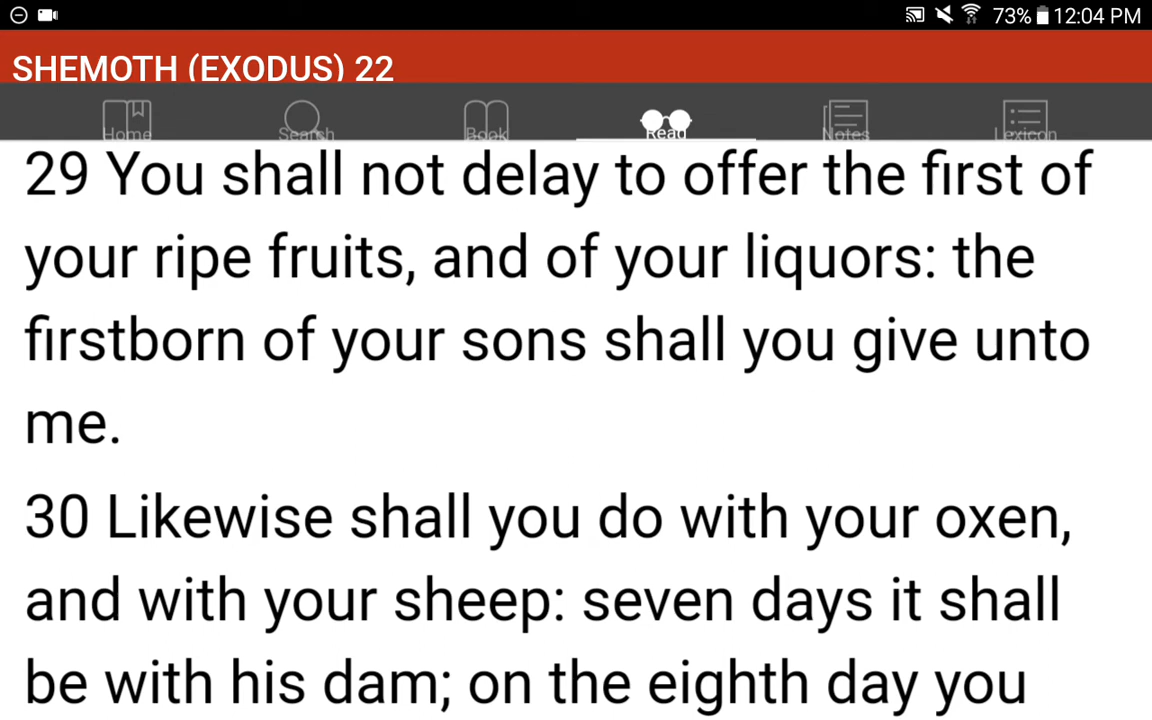 73% 12:04 PM
SHEMOTH (EXODUS) 22
Home Search Book Read Notes Lexicon
29 You shall not delay to offer the first of
your ripe fruits, and of your liquors: the
firstborn of your sons shall you give unto
me.
30 Likewise shall you do with your oxen,
and with your sheep: seven days it shall
be with his dam; on the eighth day you